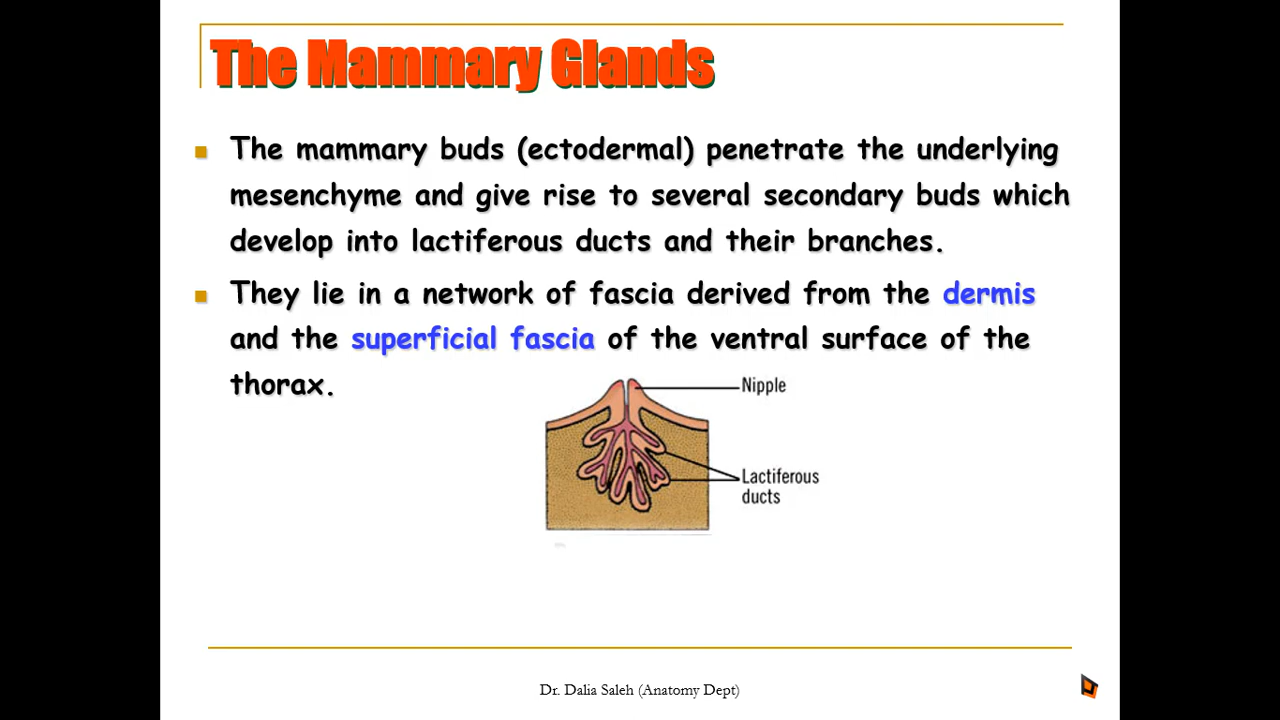 The Mammary Glands
The mammary buds (ectodermal) penetrate the underlying
mesenchyme and give rise to several secondary buds which
develop into lactiferous ducts and their branches.
They lie in a network of fascia derived from the dermis
and the superficial fascia of the ventral surface of the
thorax.
Nipple
Lactiferous
ducts
Dr. Dalia Saleh (Anatomy Dept)